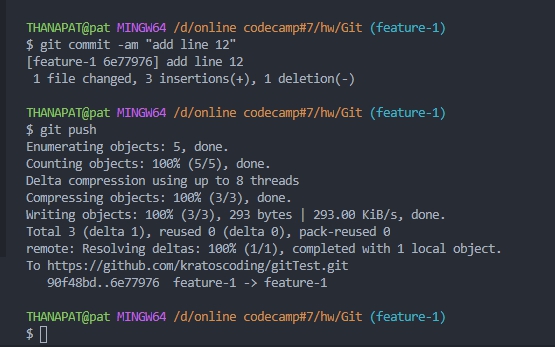 THANAPAT@pat MINGW64 /d/online codecamp#7/hw/Git (feature-1)
$ git commit -am "add line 12"
[feature-1 6e77976] add line 12
 1 file changed, 3 insertions(+), 1 deletion(-)
THANAPAT@pat MINGW64 /d/online codecamp#7/hw/Git (feature-1)
$ git push
Enumerating objects: 5, done.
Counting objects: 100% (5/5), done.
Delta compression using up to 8 threads
Compressing objects: 100% (3/3), done.
Writing objects: 100% (3/3), 293 bytes | 293.00 KiB/s, done.
Total 3 (delta 1), reused 0 (delta 0), pack-reused 0
remote: Resolving deltas: 100% (1/1), completed with 1 local object.
To https://github.com/kratoscoding/gitTest.git
   90f48bd..6e77976  feature-1 -> feature-1
THANAPAT@pat MINGW64 /d/online codecamp#7/hw/Git (feature-1)
$